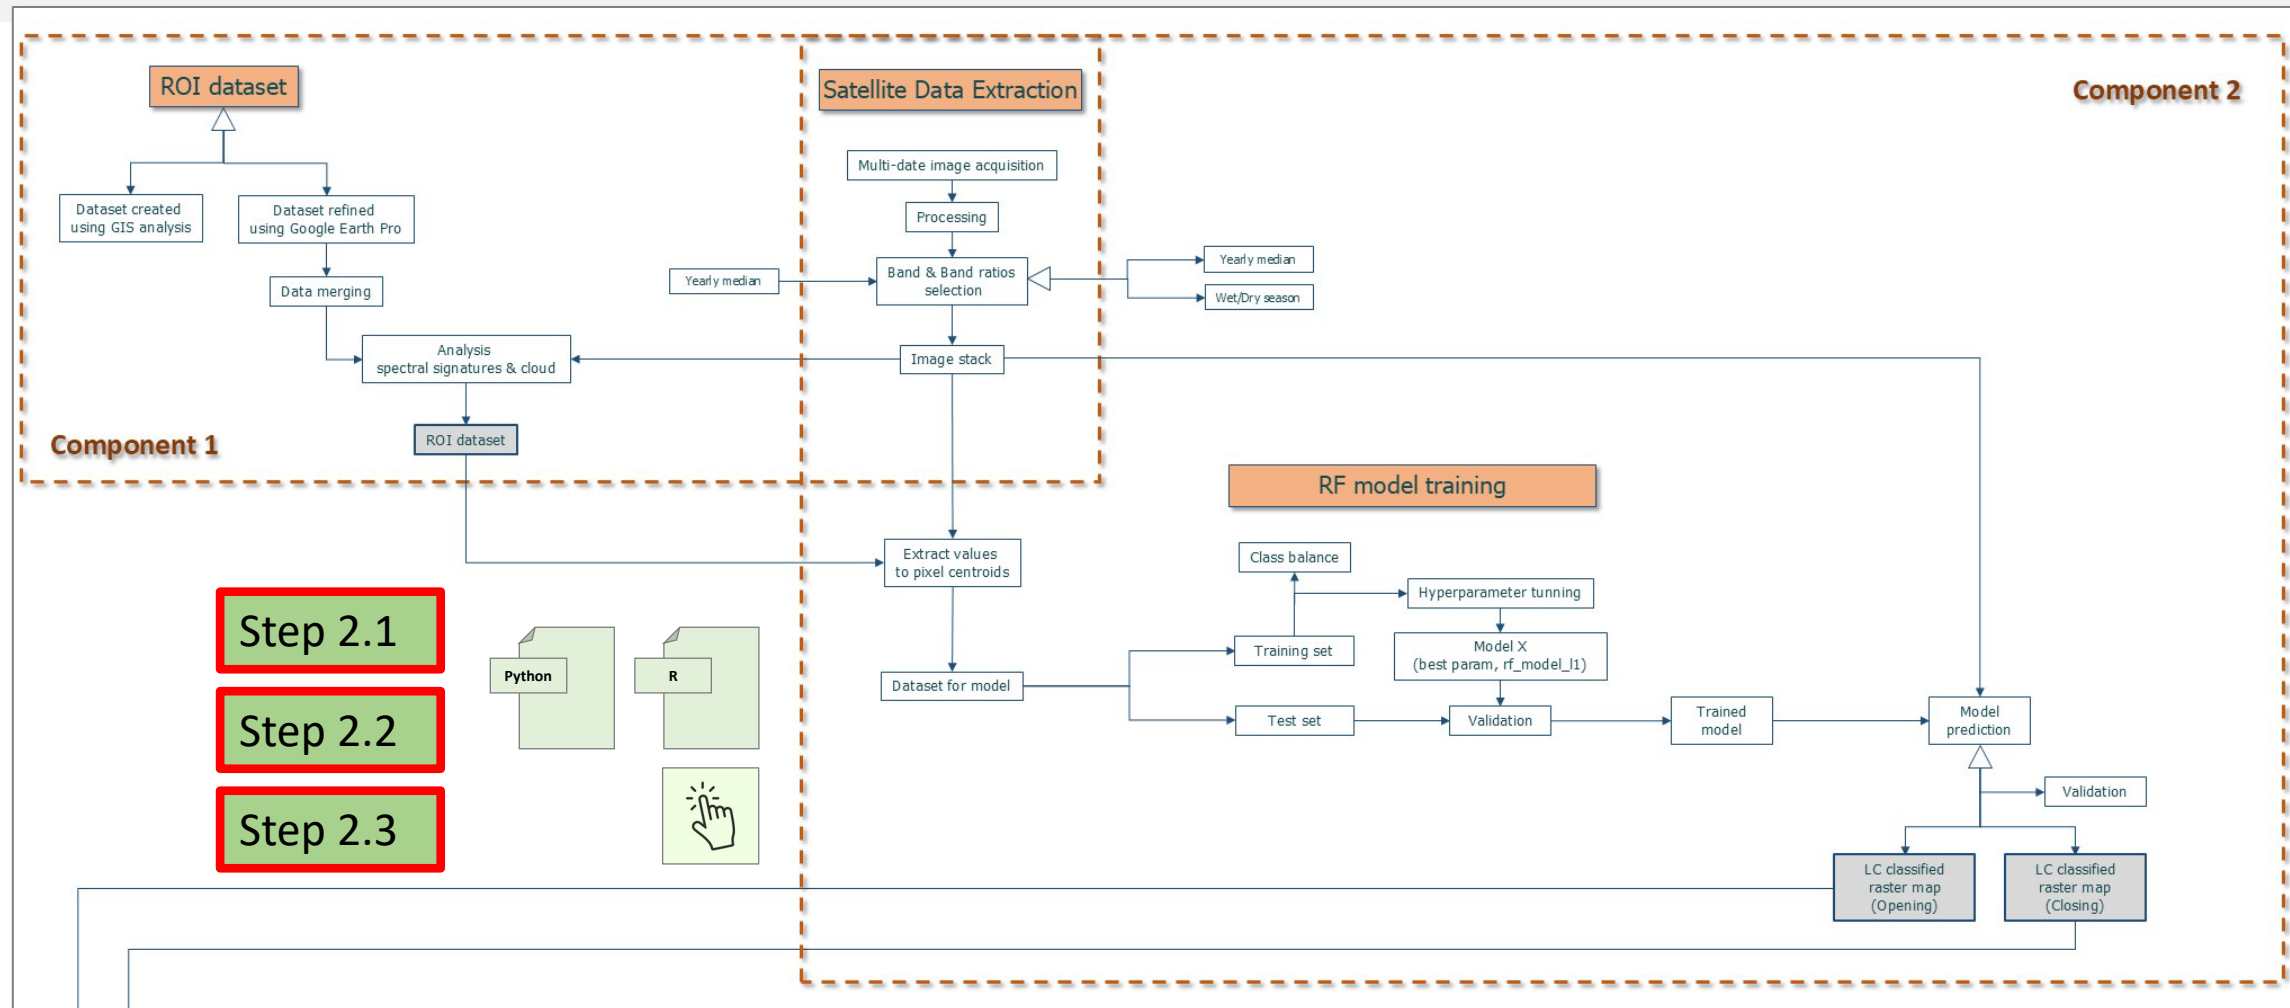 ROI dataset
Satellite Data Extraction
Component 2
Multi-date image acquisition
Dataset created
using GIS analysis
Dataset refined
using Google Earth Pro
Processing
Data merging
Yearly median
Band & Band ratios
selection
Yearly median
Wet/Dry season
Analysis
spectral signatures & cloud
Image stack
Component 1
ROI dataset
RF model training
Extract values
to pixel centroids
Class balance
Hyperparameter tunning
Step 2.1
Python
R
Training set
Model X
(best param, rf_model_l1)
Dataset for model
Step 2.2
Test set
Validation
Trained
model
Model
prediction
Validation
Step 2.3
LC classified
raster map
(Opening)
LC classified
raster map
(Closing)